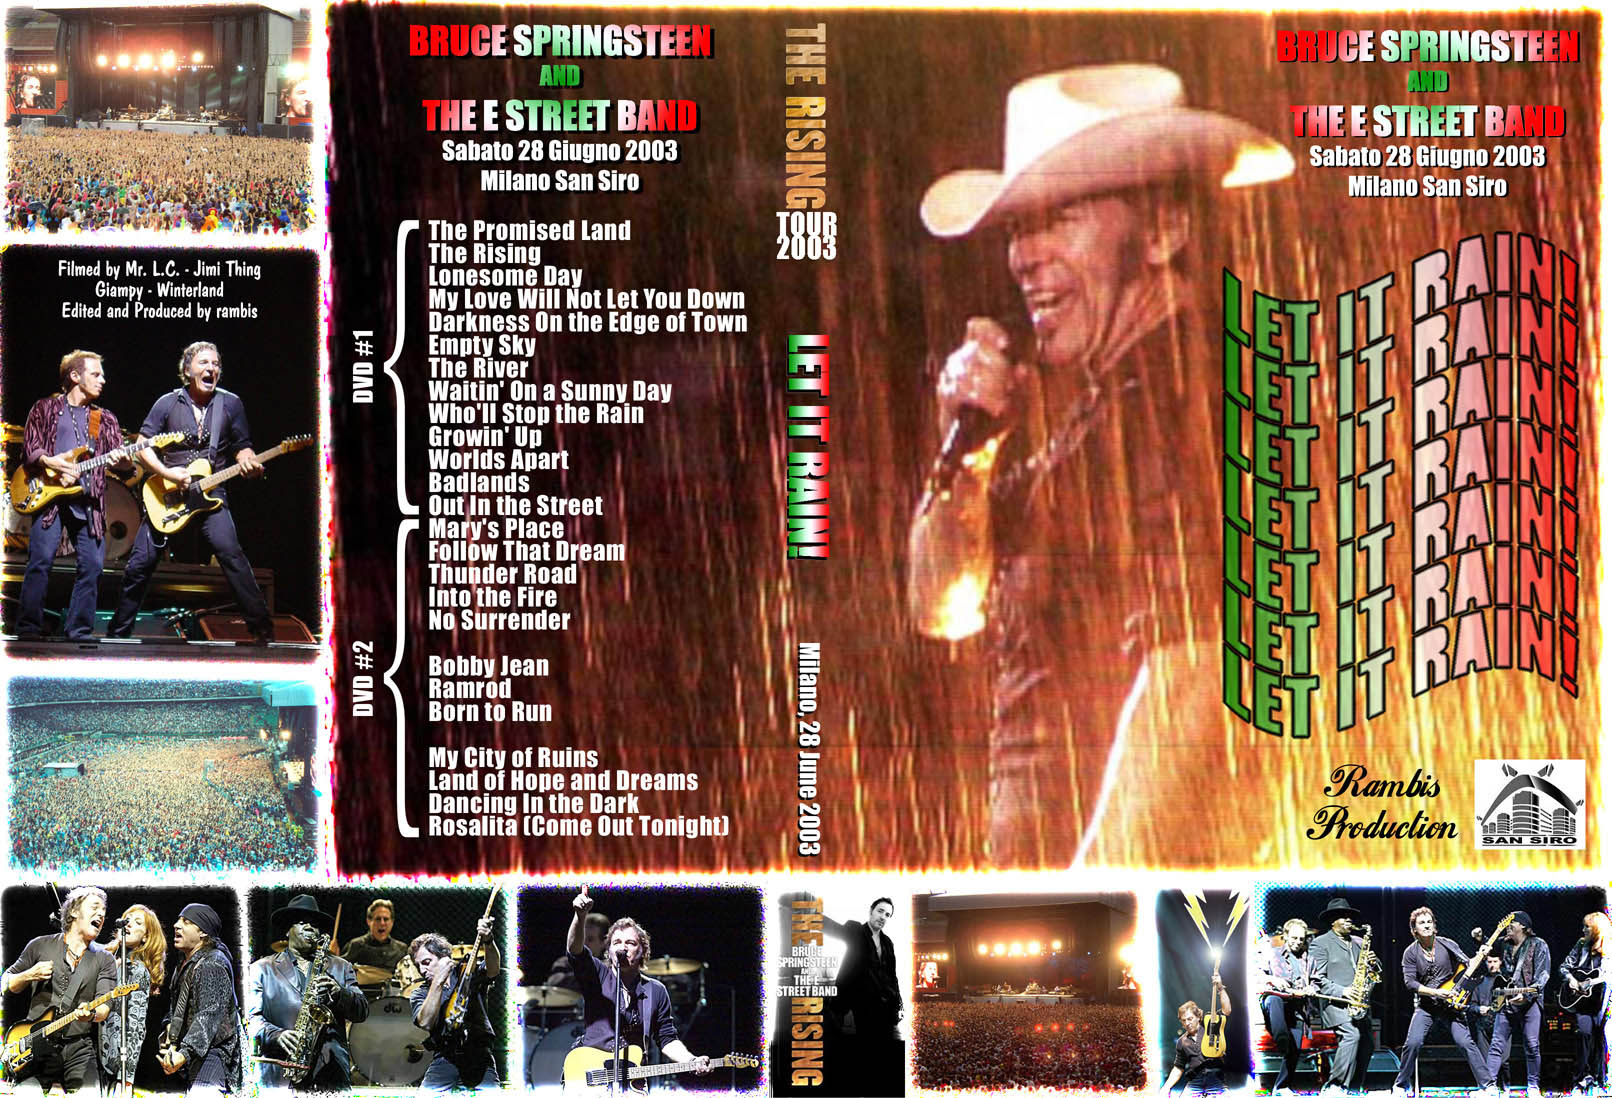 Filmed by Mr. L.C. - Jimi Thing
Giampy - Winterland
Edited and Produced by rambis
BRUCE SPRINGSTEEN
AND
THE E STREET BAND
Sabato 28 Giugno 2003
Milano San Siro
DVD #1
The Promised Land
The Rising
Lonesome Day
My Love Will Not Let You Down
Darkness On the Edge of Town
Empty Sky
The River
Waitin' On a Sunny Day
Who'll Stop the Rain
Growin' Up
Worlds Apart
Badlands
Out In the Street
DVD #2
Mary's Place
Follow That Dream
Thunder Road
Into the Fire
No Surrender
Bobby Jean
Ramrod
Born to Run
My City of Ruins
Land of Hope and Dreams
Dancing In the Dark
Rosalita (Come Out Tonight)
THE RISING
TOUR
2003
LET IT RAIN!
Milano, 28 June 2003
BRUCE SPRINGSTEEN
AND
THE E STREET BAND
Sabato 28 Giugno 2003
Milano San Siro
LET IT RAIN!
LET IT RAIN!
LET IT RAIN!
LET IT RAIN!
LET IT RAIN!
LET IT RAIN!
LET IT RAIN!
LET IT RAIN!
Rambis
Production
SAN SIRO
THE RISING
BRUCE
SPRINGSTEEN
AND
THE E
STREET BAND